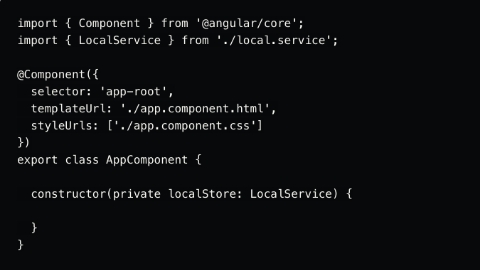 import { Component } from '@angular/core';
import { LocalService } from './local.service';

@Component({
  selector: 'app-root',
  templateUrl: './app.component.html',
  styleUrls: ['./app.component.css']
})
export class AppComponent {

  constructor(private localStore: LocalService) {

  }
}